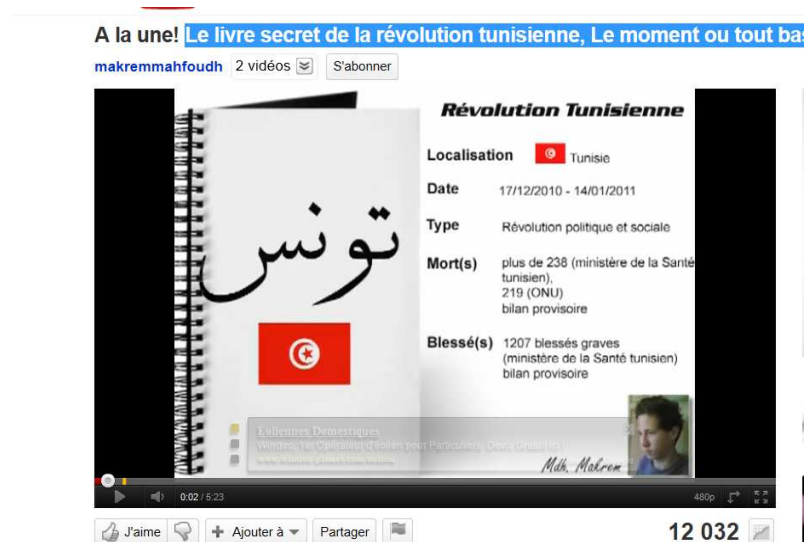 A la une! Le livre secret de la révolution tunisienne, Le moment ou tout bas
makremmahfoudh 2 vidéos S'abonner
Révolution Tunisienne
تونس
Localisation Tunisie
Date 17/12/2010 - 14/01/2011
Type Révolution politique et sociale
Mort(s) plus de 238 (ministère de la Santé
tunisien),
219 (ONU)
bilan provisoire
Blessé(s) 1207 blessés graves
(ministère de la Santé tunisien)
bilan provisoire
Eoliennes Domestiques
Mdh. Makrem
0:02 / 5:23 480p
J'aime Ajouter à Partager 12 032